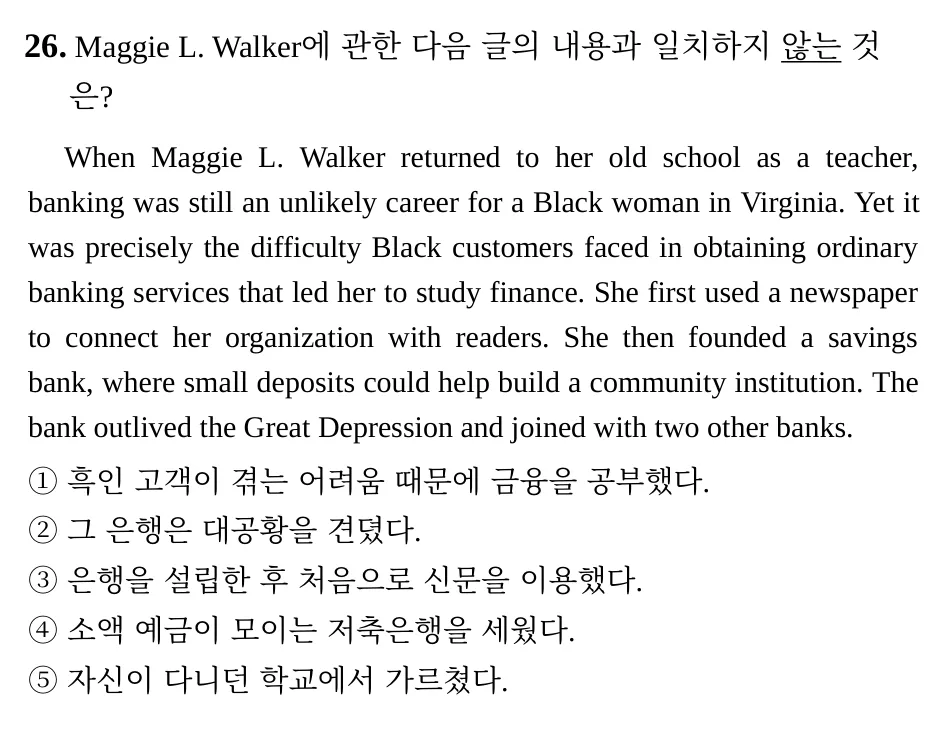 26. Maggie L. Walker에 관한 다음 글의 내용과 일치하지 않는 것
은?
When Maggie L. Walker returned to her old school as a teacher,
banking was still an unlikely career for a Black woman in Virginia. Yet it
was precisely the difficulty Black customers faced in obtaining ordinary
banking services that led her to study finance. She first used a newspaper
to connect her organization with readers. She then founded a savings
bank, where small deposits could help build a community institution. The
bank outlived the Great Depression and joined with two other banks.
① 흑인 고객이 겪는 어려움 때문에 금융을 공부했다.
② 그 은행은 대공황을 견뎠다.
③ 은행을 설립한 후 처음으로 신문을 이용했다.
④ 소액 예금이 모이는 저축은행을 세웠다.
⑤ 자신이 다니던 학교에서 가르쳤다.